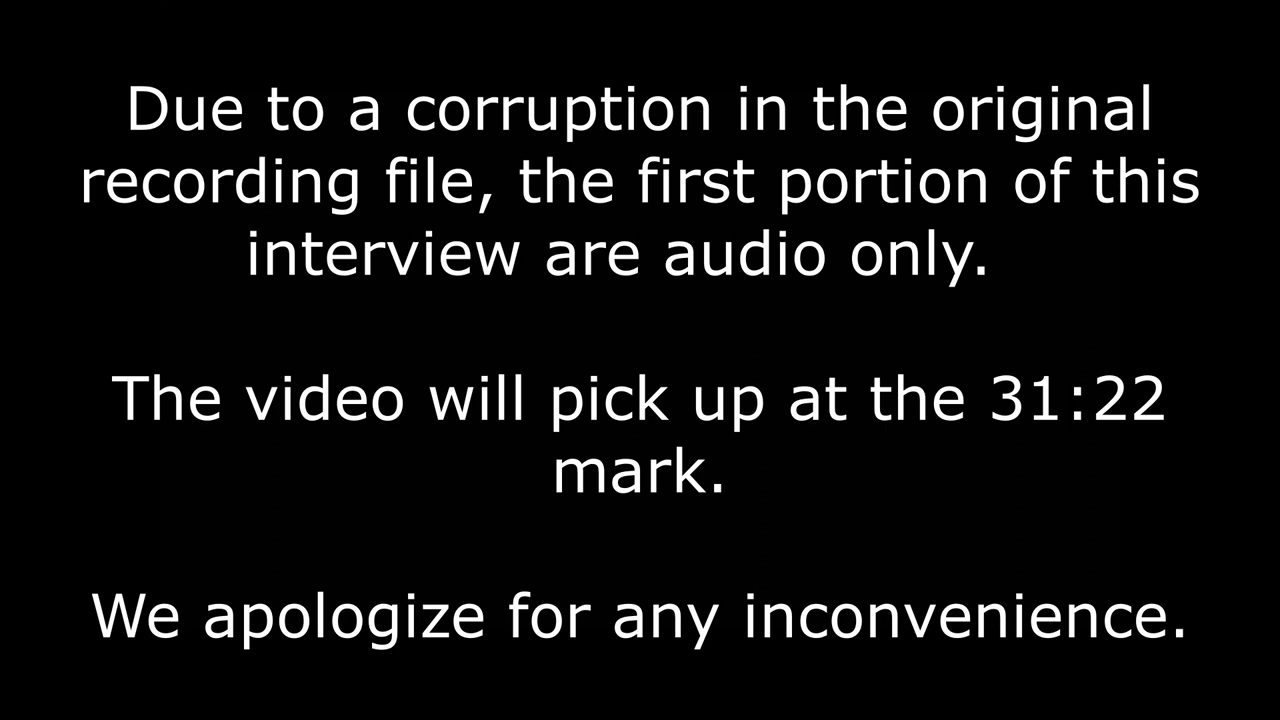 Due to a corruption in the original
recording file, the first portion of this
interview are audio only.
The video will pick up at the 31:22
mark.
We apologize for any inconvenience.